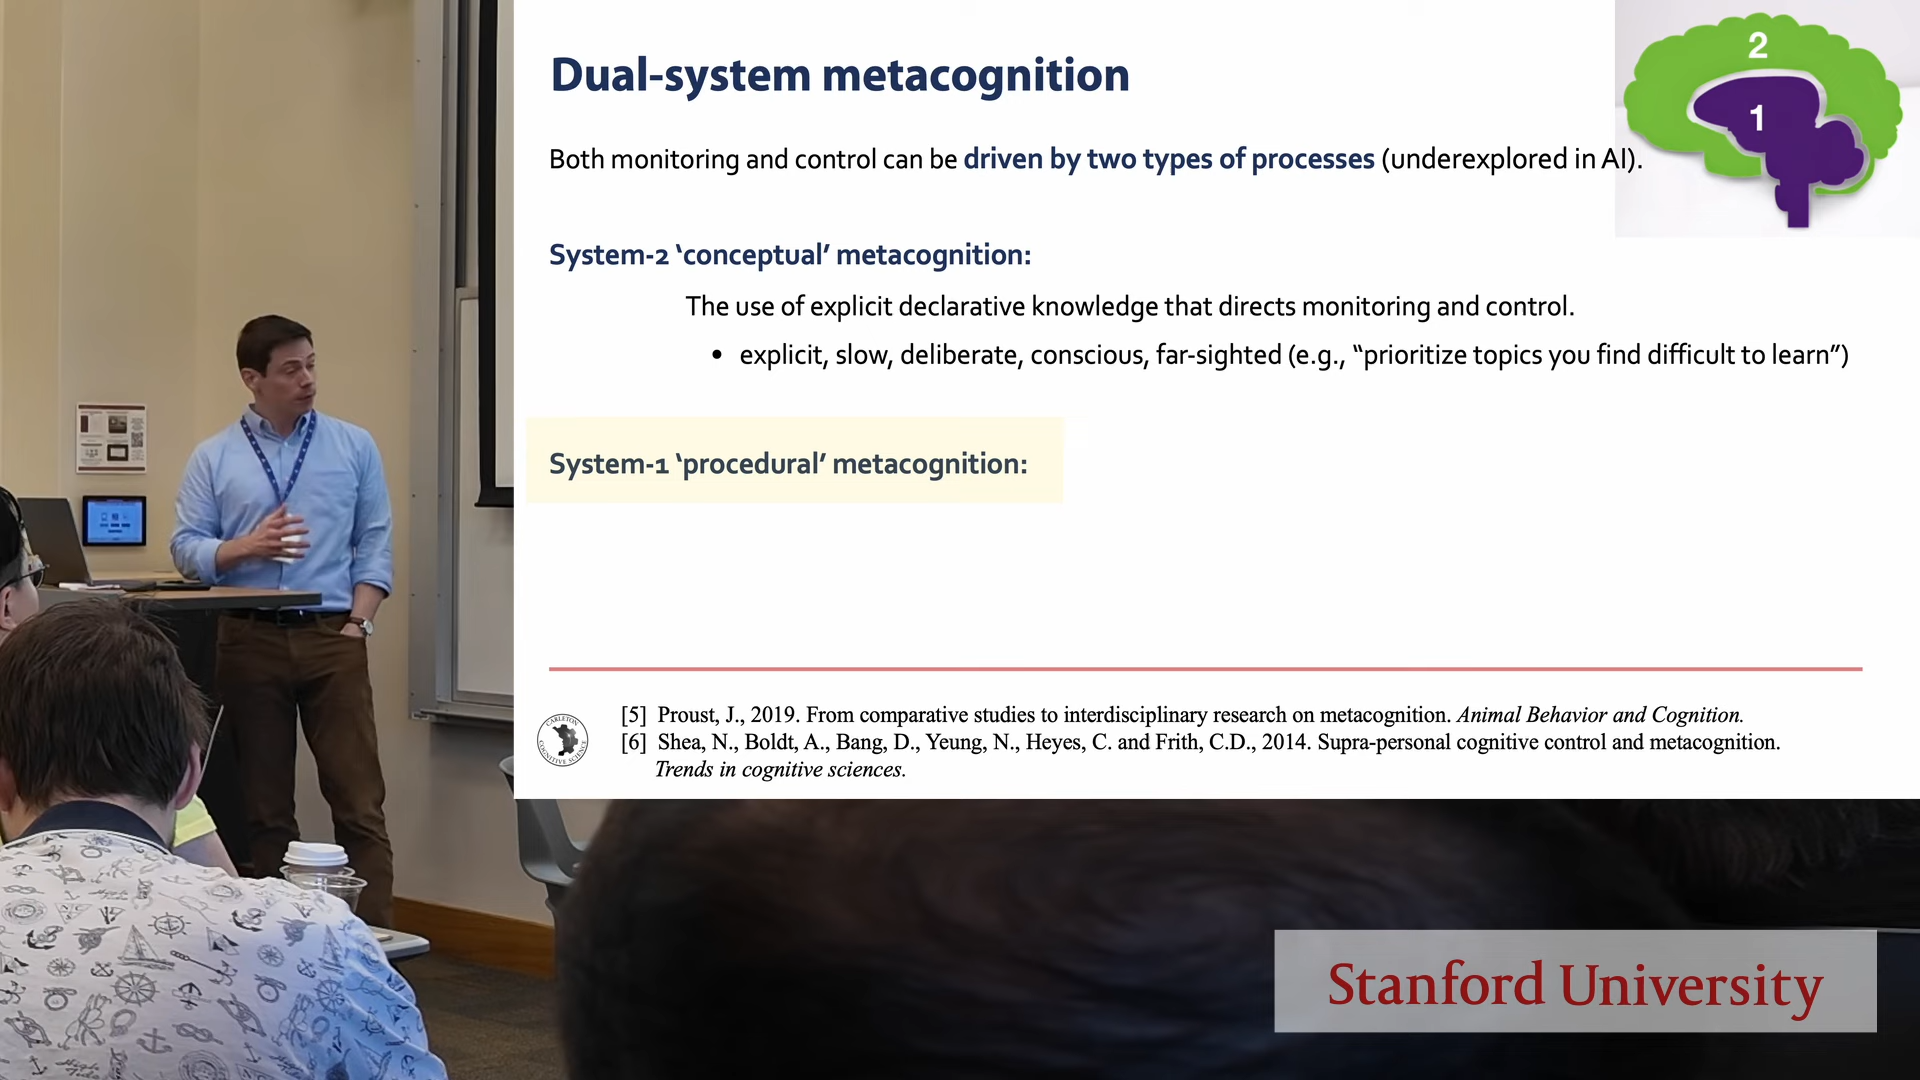 Dual-system metacognition
2
1
Both monitoring and control can be driven by two types of processes (underexplored in AI).
System-2 ‘conceptual’ metacognition:
The use of explicit declarative knowledge that directs monitoring and control.
• explicit, slow, deliberate, conscious, far-sighted (e.g., “prioritize topics you find difficult to learn”)
System-1 ‘procedural’ metacognition:
CARLETON
COGNITIVE SCIENCE
[5] Proust, J., 2019. From comparative studies to interdisciplinary research on metacognition. Animal Behavior and Cognition.
[6] Shea, N., Boldt, A., Bang, D., Yeung, N., Heyes, C. and Frith, C.D., 2014. Supra-personal cognitive control and metacognition.
Trends in cognitive sciences.
Stanford University